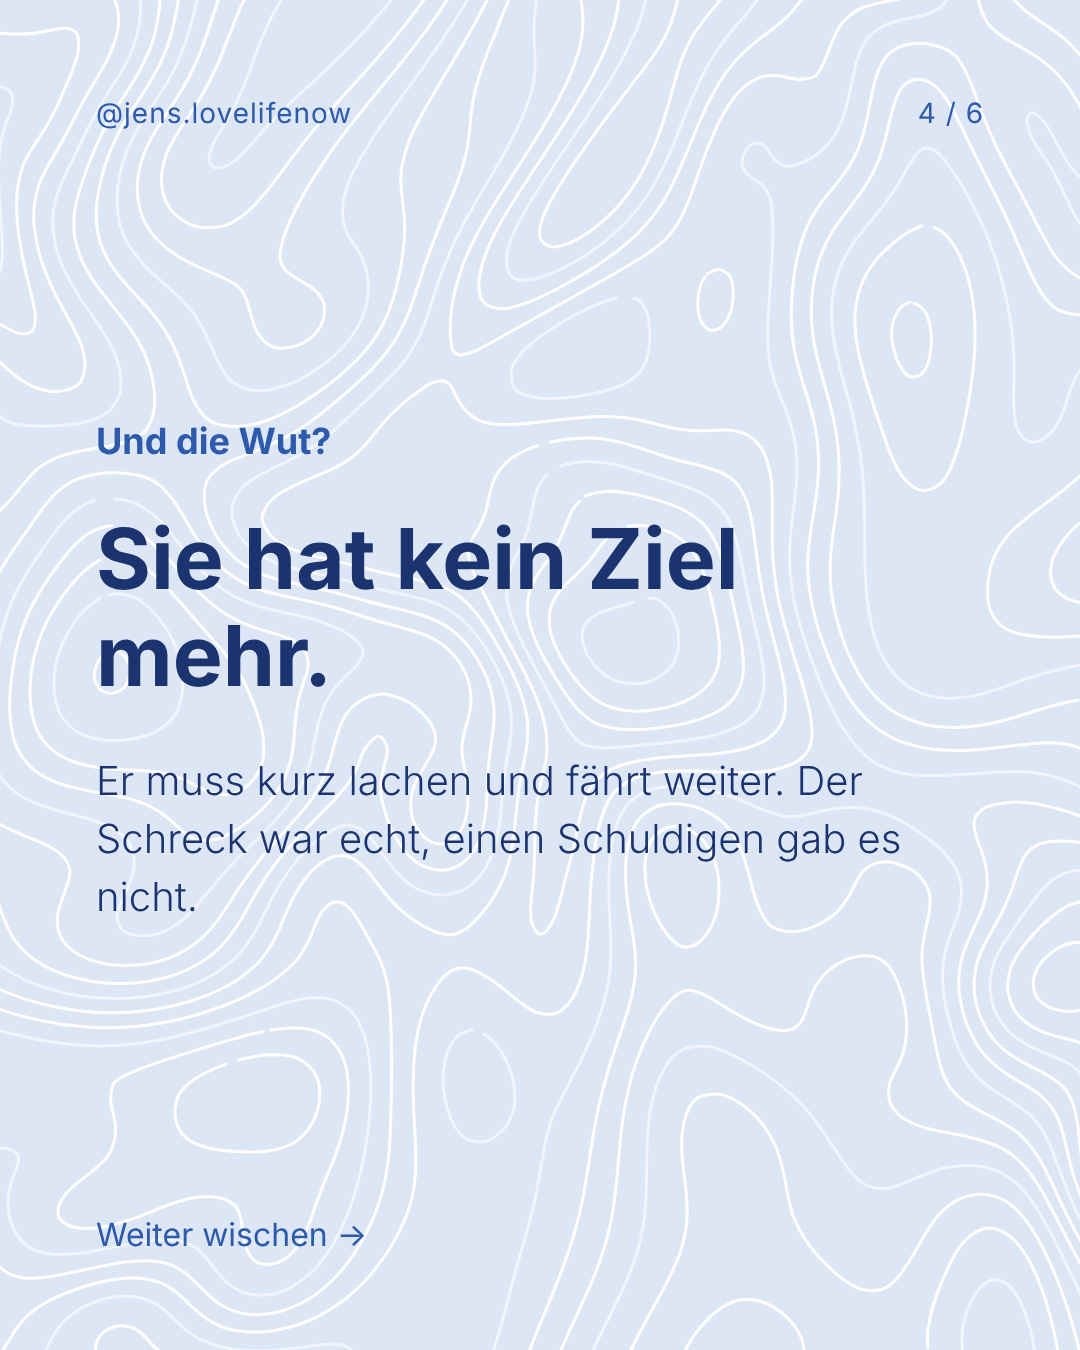 @jens.lovelifenow
4 / 6
Und die Wut?
Sie hat kein Ziel
mehr.
Er muss kurz lachen und fährt weiter. Der
Schreck war echt, einen Schuldigen gab es
nicht.
Weiter wischen →